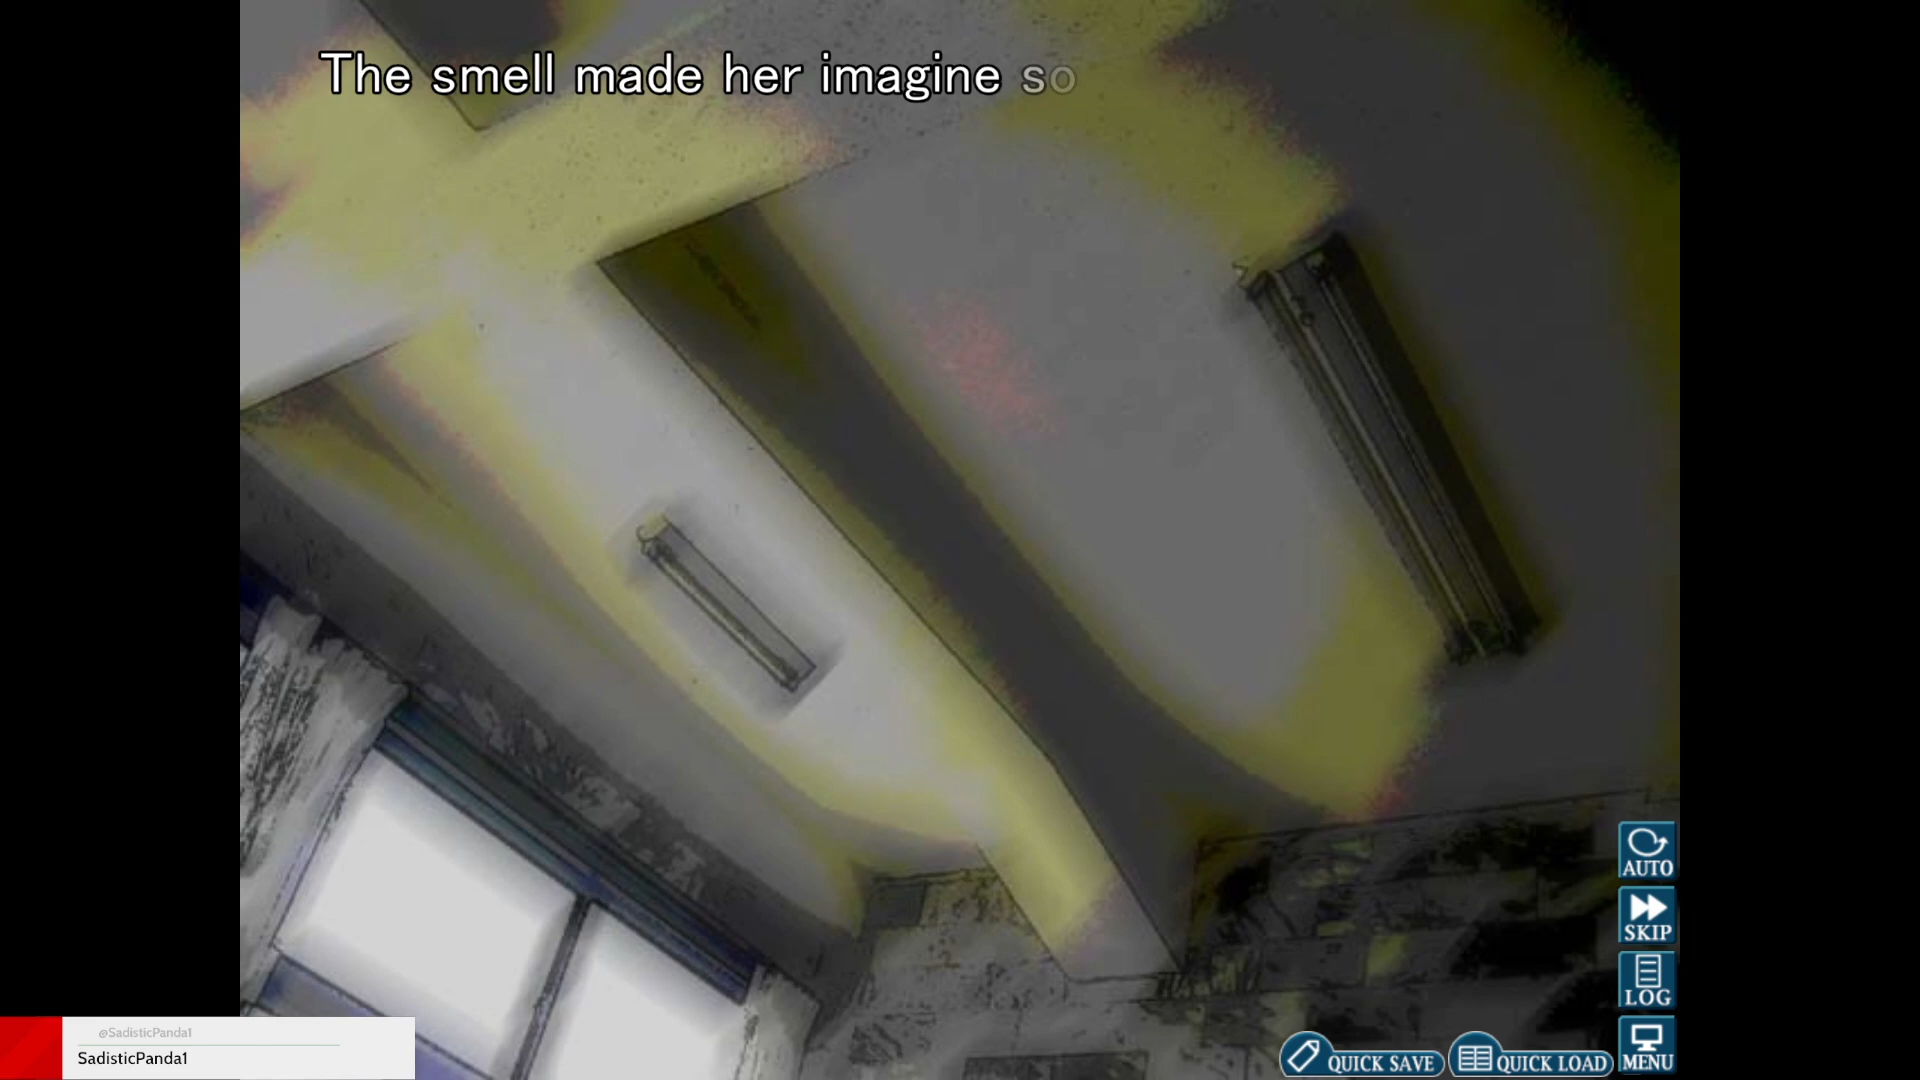 The smell made her imagine so
AUTO
SKIP
LOG
MENU
QUICK SAVE
QUICK LOAD
@SadisticPanda1
SadisticPanda1